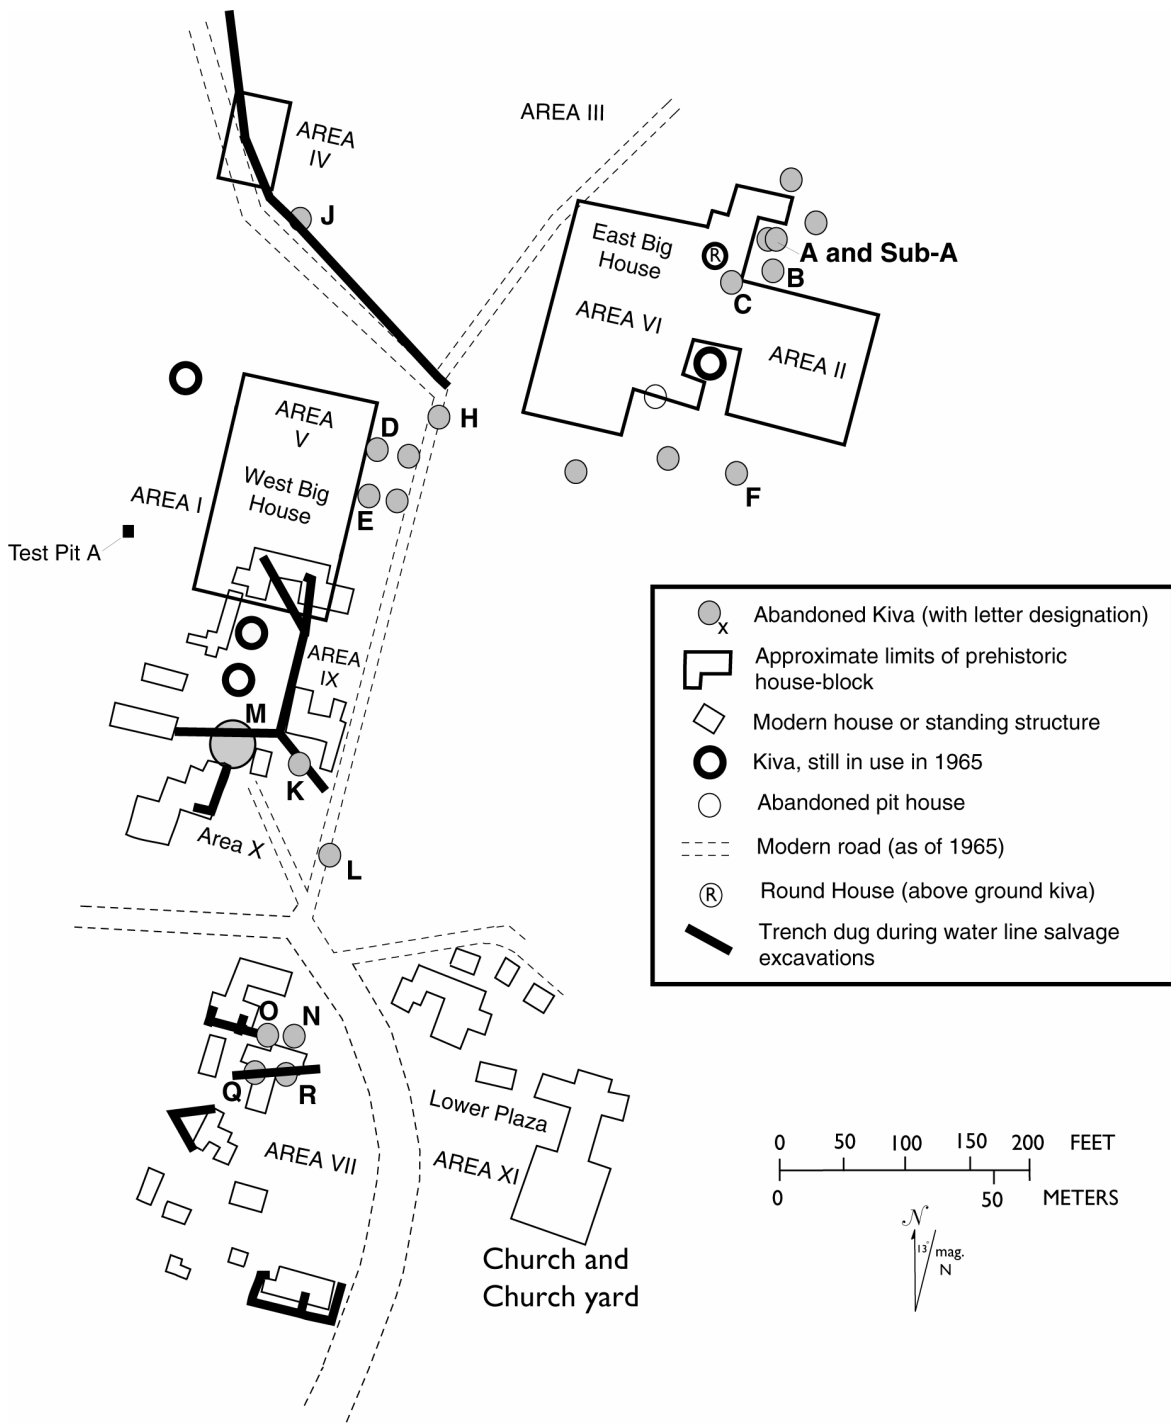 AREA III
AREA
IV
J
East Big
House
R
A and Sub-A
B
C
AREA VI
AREA II
AREA
V
D
H
West Big
House
AREA I
E
F
Test Pit A
AREA
IX
M
K
Area X
L
X
Abandoned Kiva (with letter designation)
Approximate limits of prehistoric
house-block
Modern house or standing structure
Kiva, still in use in 1965
Abandoned pit house
Modern road (as of 1965)
R
Round House (above ground kiva)
Trench dug during water line salvage
excavations
O
N
Q
R
Lower Plaza
AREA VII
AREA XI
Church and
Church yard
0 50 100 150 200 FEET
0 50 METERS
N
13° mag.
N